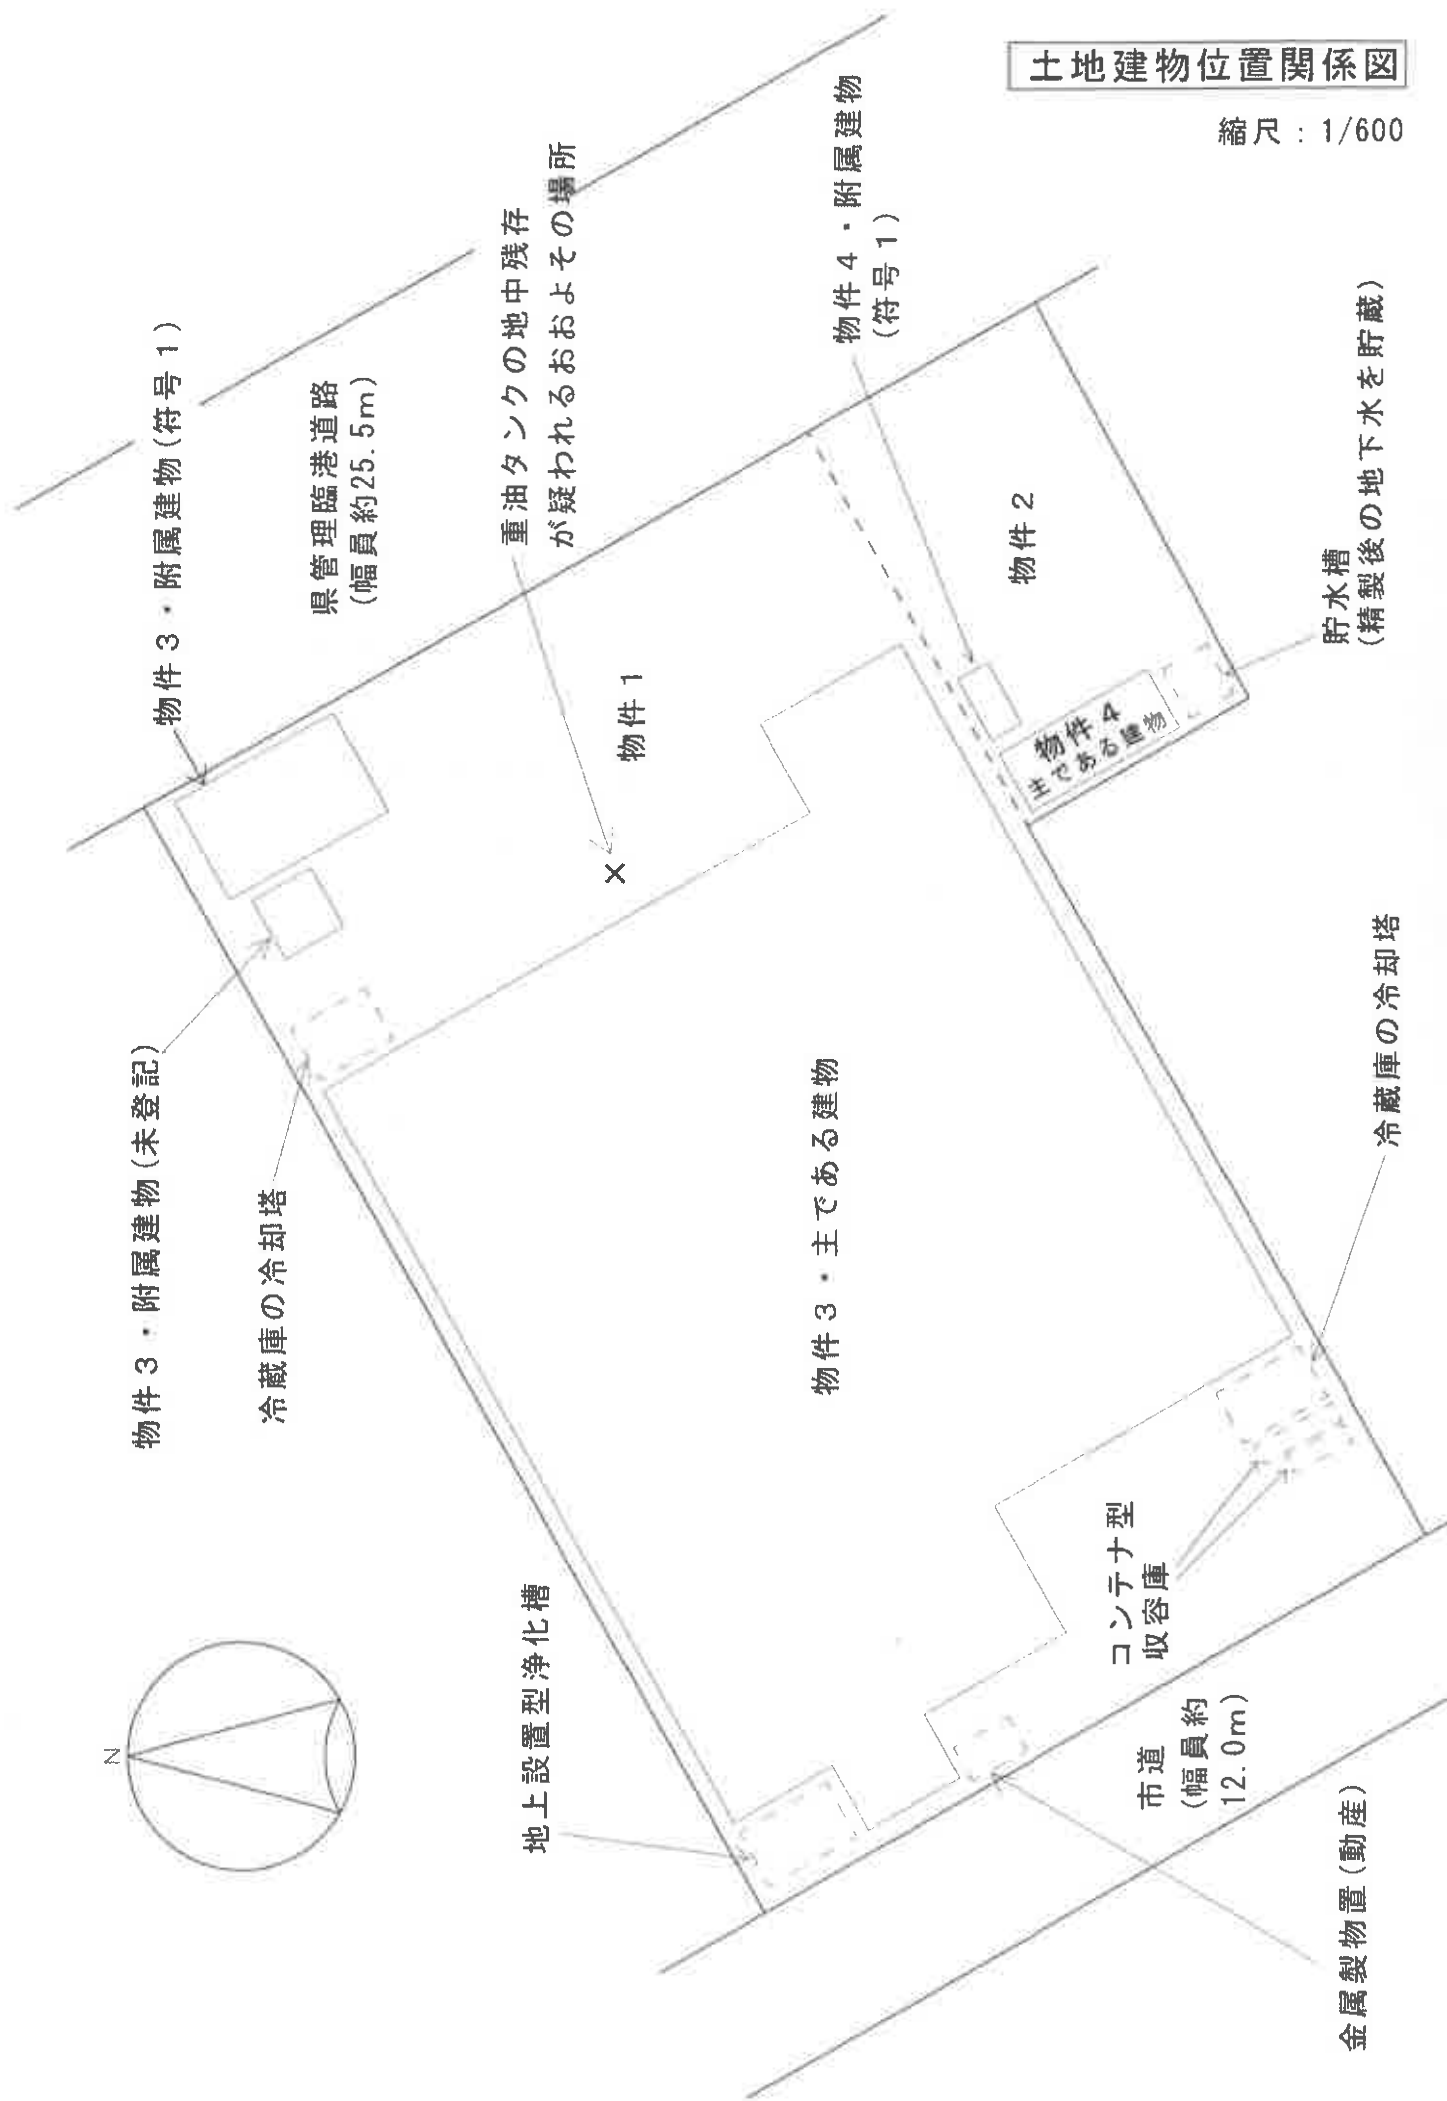 土地建物位置関係図
縮尺：1/600
物件３・附属建物(符号１)
県管理臨港道路
(幅員約25.5m)
重油タンクの地中残存
が疑われるおおよその場所
物件４・附属建物
(符号１)
物件１
物件２
物件４
主である建物
貯水槽
(精製後の地下水を貯蔵)
物件３・附属建物(未登記)
冷蔵庫の冷却塔
物件３・主である建物
冷蔵庫の冷却塔
コンテナ型
収容庫
地上設置型浄化槽
市道
(幅員約
12.0m)
金属製物置(動産)
N
×